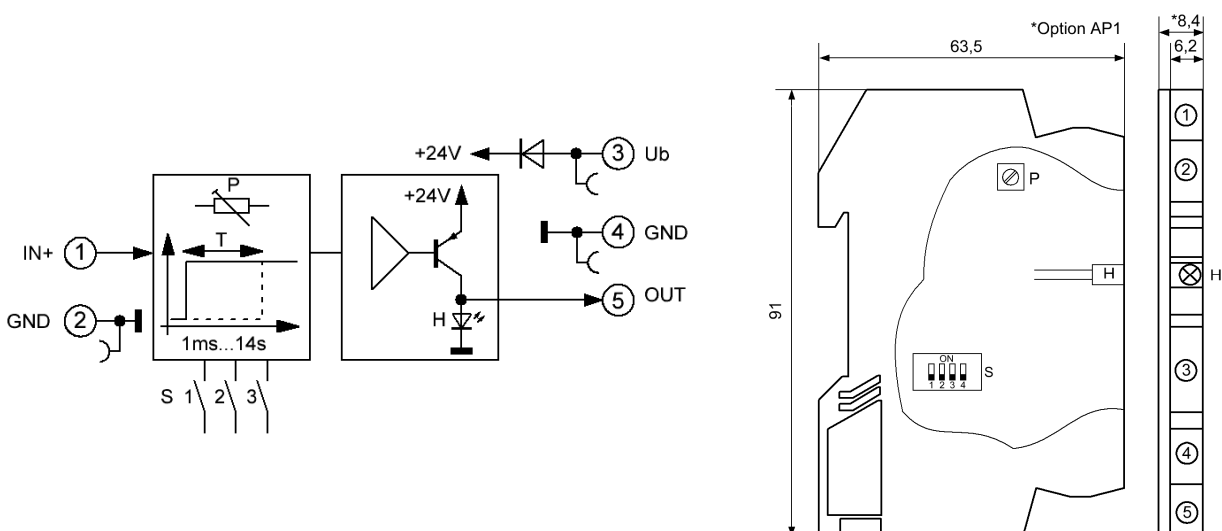 *Option AP1
63,5
*8,4
6,2
91
+24V
3 Ub
P
+24V
4 GND
IN+ 1
T
5 OUT
GND 2
H
1ms...14s
S 1 2 3
P
H
ON
1 2 3 4
S
1
2
H
3
4
5